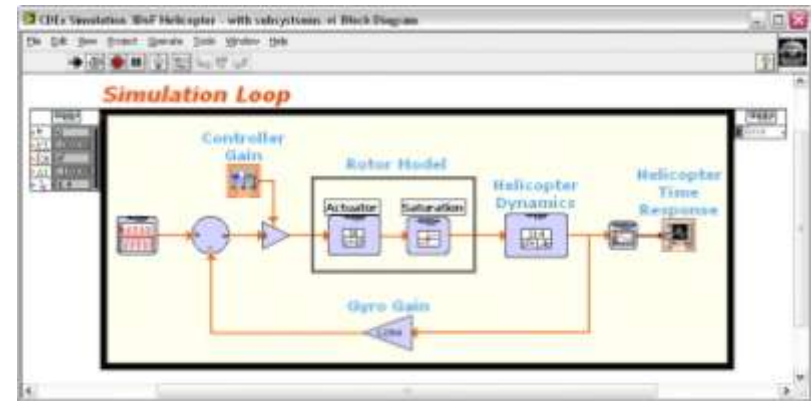 CDEx Simulation 3DoF Helicopter - with subsystems.vi Block Diagram
File Edit View Project Operate Tools Window Help
Simulation Loop
Controller
Gain
Rotor Model
Actuator
Saturation
Helicopter
Dynamics
Helicopter
Time
Response
Gyro Gain